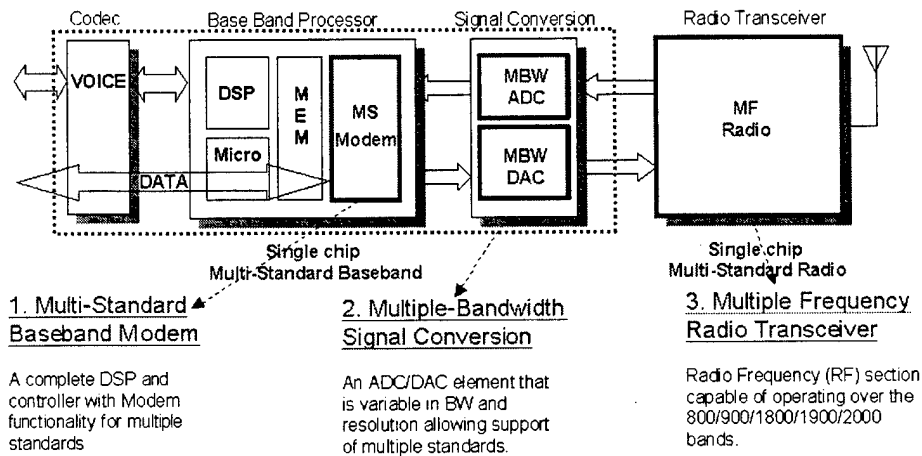 Codec
Base Band Processor
Signal Conversion
Radio Transceiver
VOICE
DSP
Micro
M
E
M
MS
Modem
MBW
ADC
MBW
DAC
MF
Radio
DATA
Single chip
Multi-Standard Baseband
Single chip
Multi-Standard Radio
1. Multi-Standard
Baseband Modem
A complete DSP and
controller with Modem
functionality for multiple
standards
2. Multiple-Bandwidth
Signal Conversion
An ADC/DAC element that
is variable in BW and
resolution allowing support
of multiple standards.
3. Multiple Frequency
Radio Transceiver
Radio Frequency (RF) section
capable of operating over the
800/900/1800/1900/2000
bands.